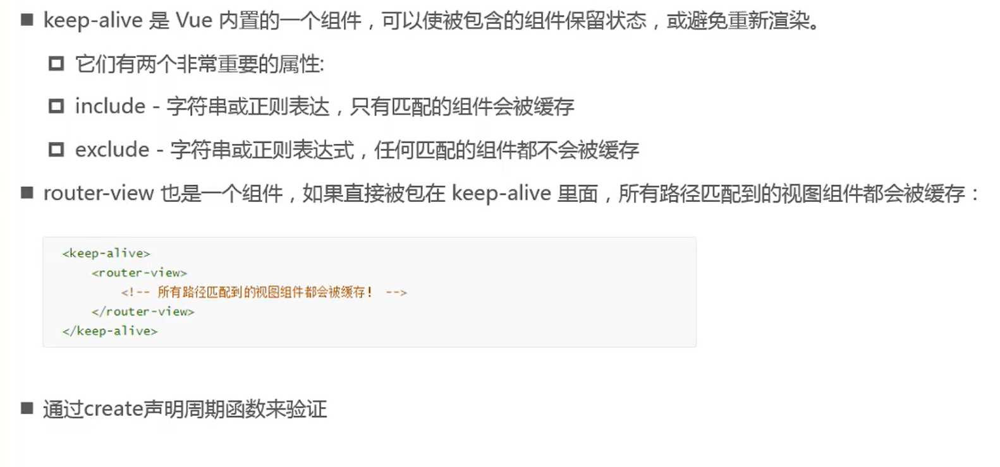 keep-alive 是 Vue 内置的一个组件，可以使被包含的组件保留状态，或避免重新渲染。
它们有两个非常重要的属性:
include - 字符串或正则表达，只有匹配的组件会被缓存
exclude - 字符串或正则表达式，任何匹配的组件都不会被缓存
router-view 也是一个组件，如果直接被包在 keep-alive 里面，所有路径匹配到的视图组件都会被缓存：
<keep-alive>
<router-view>
<!-- 所有路径匹配到的视图组件都会被缓存! -->
</router-view>
</keep-alive>
通过create声明周期函数来验证